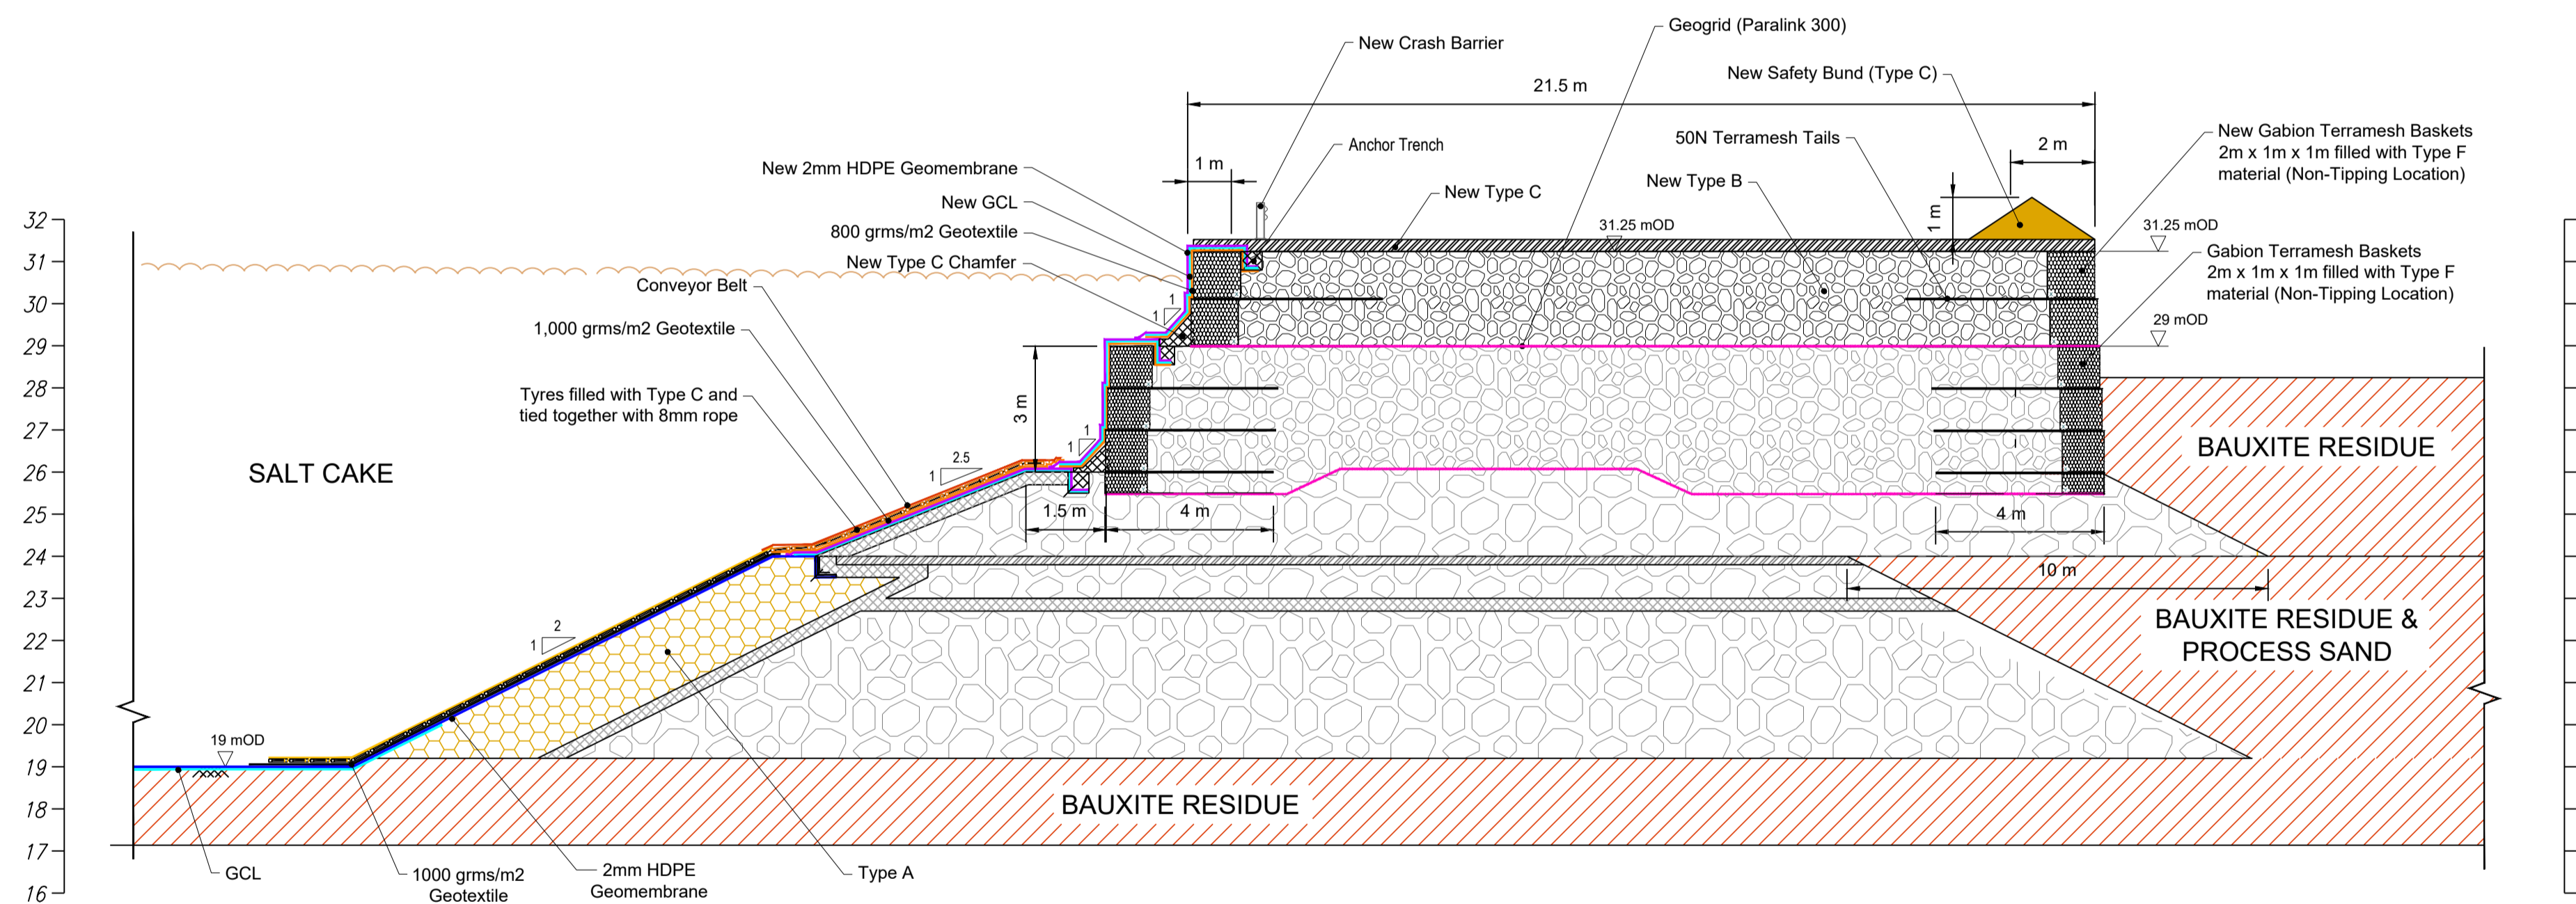 Geogrid (Paralink 300)
New Crash Barrier
New Safety Bund (Type C)
21.5 m
New Gabion Terramesh Baskets
2m x 1m x 1m filled with Type F
material (Non-Tipping Location)
50N Terramesh Tails
Anchor Trench
2 m
New 2mm HDPE Geomembrane
1 m
New Type C
New Type B
New GCL
800 grms/m2 Geotextile
New Type C Chamfer
1 m
31.25 mOD
31.25 mOD
Gabion Terramesh Baskets
2m x 1m x 1m filled with Type F
material (Non-Tipping Location)
Conveyor Belt
1
1
1,000 grms/m2 Geotextile
29 mOD
Tyres filled with Type C and
tied together with 8mm rope
3 m
1
1
BAUXITE RESIDUE
SALT CAKE
2.5
1
1.5 m
4 m
4 m
10 m
BAUXITE RESIDUE &
PROCESS SAND
2
1
19 mOD
BAUXITE RESIDUE
GCL
1000 grms/m2
Geotextile
2mm HDPE
Geomembrane
Type A
32
31
30
29
28
27
26
25
24
23
22
21
20
19
18
17
16